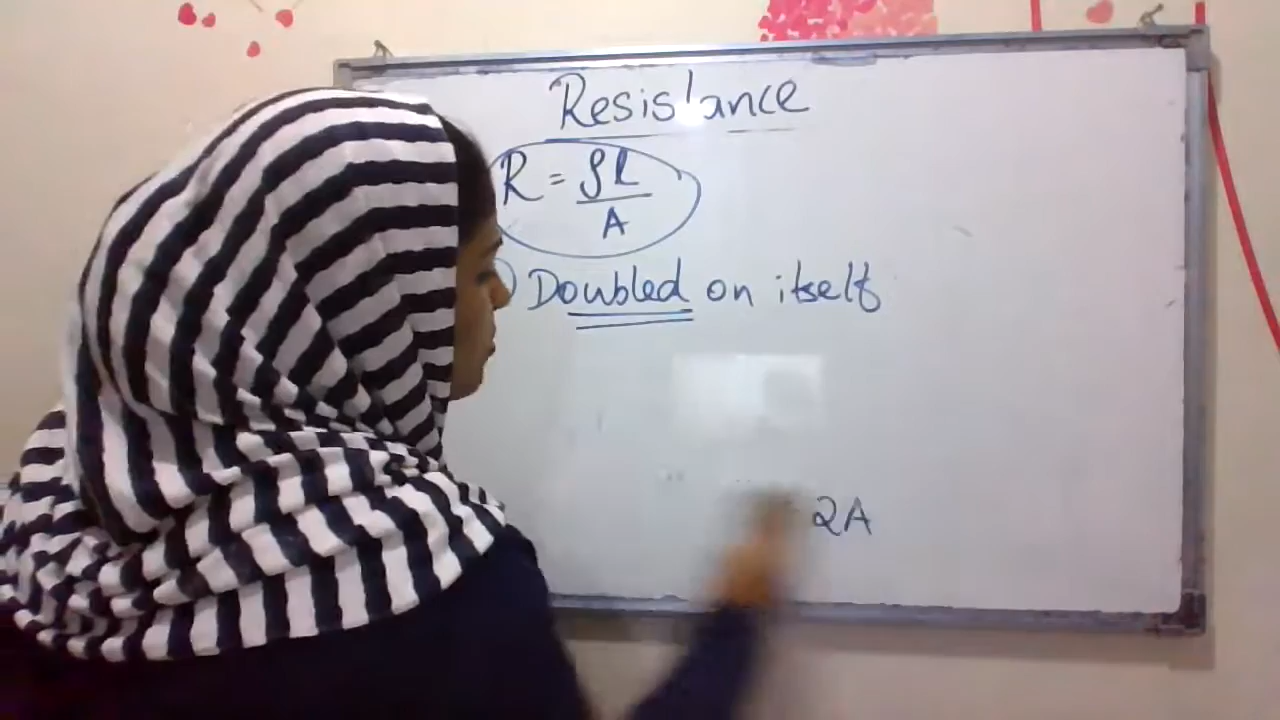 Resistance
R = ρL
A
) Doubled on itself
2A